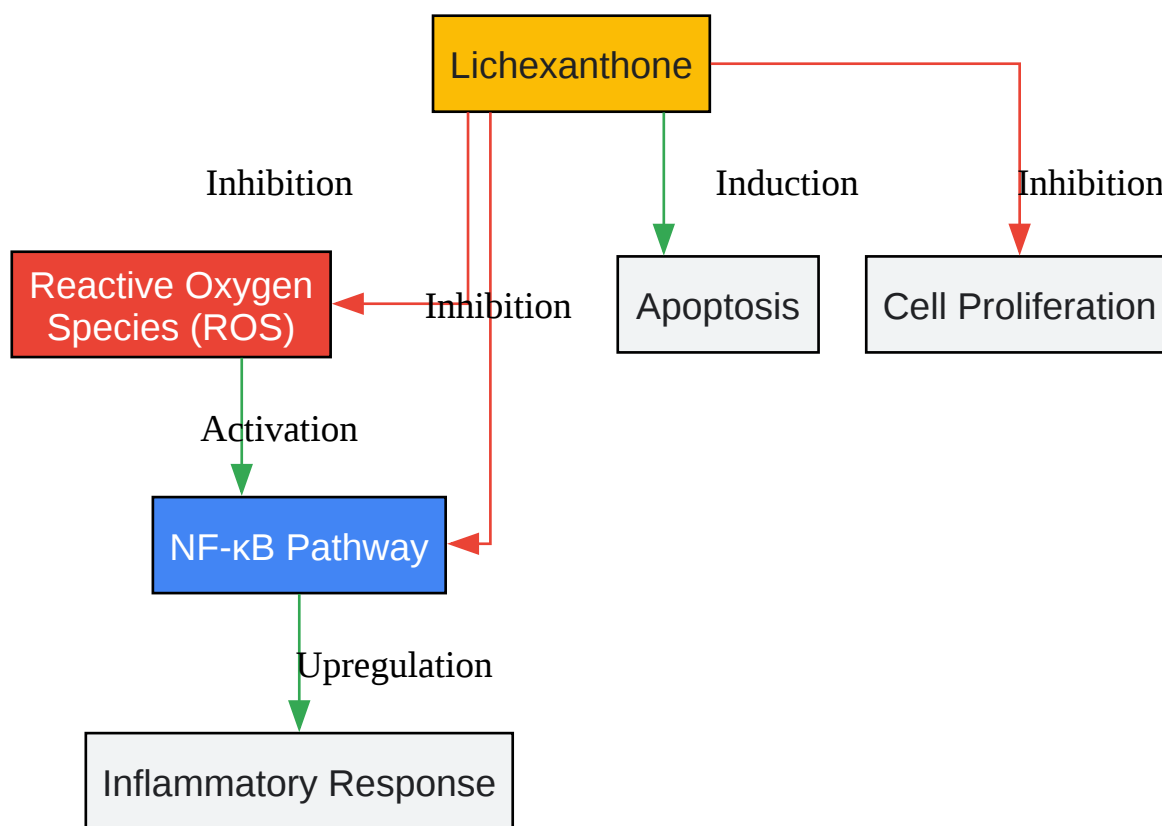 Lichexanthone
Inhibition
Induction
Inhibition
Reactive Oxygen
Species (ROS)
Inhibition
Apoptosis
Cell Proliferation
Activation
NF-κB Pathway
Upregulation
Inflammatory Response